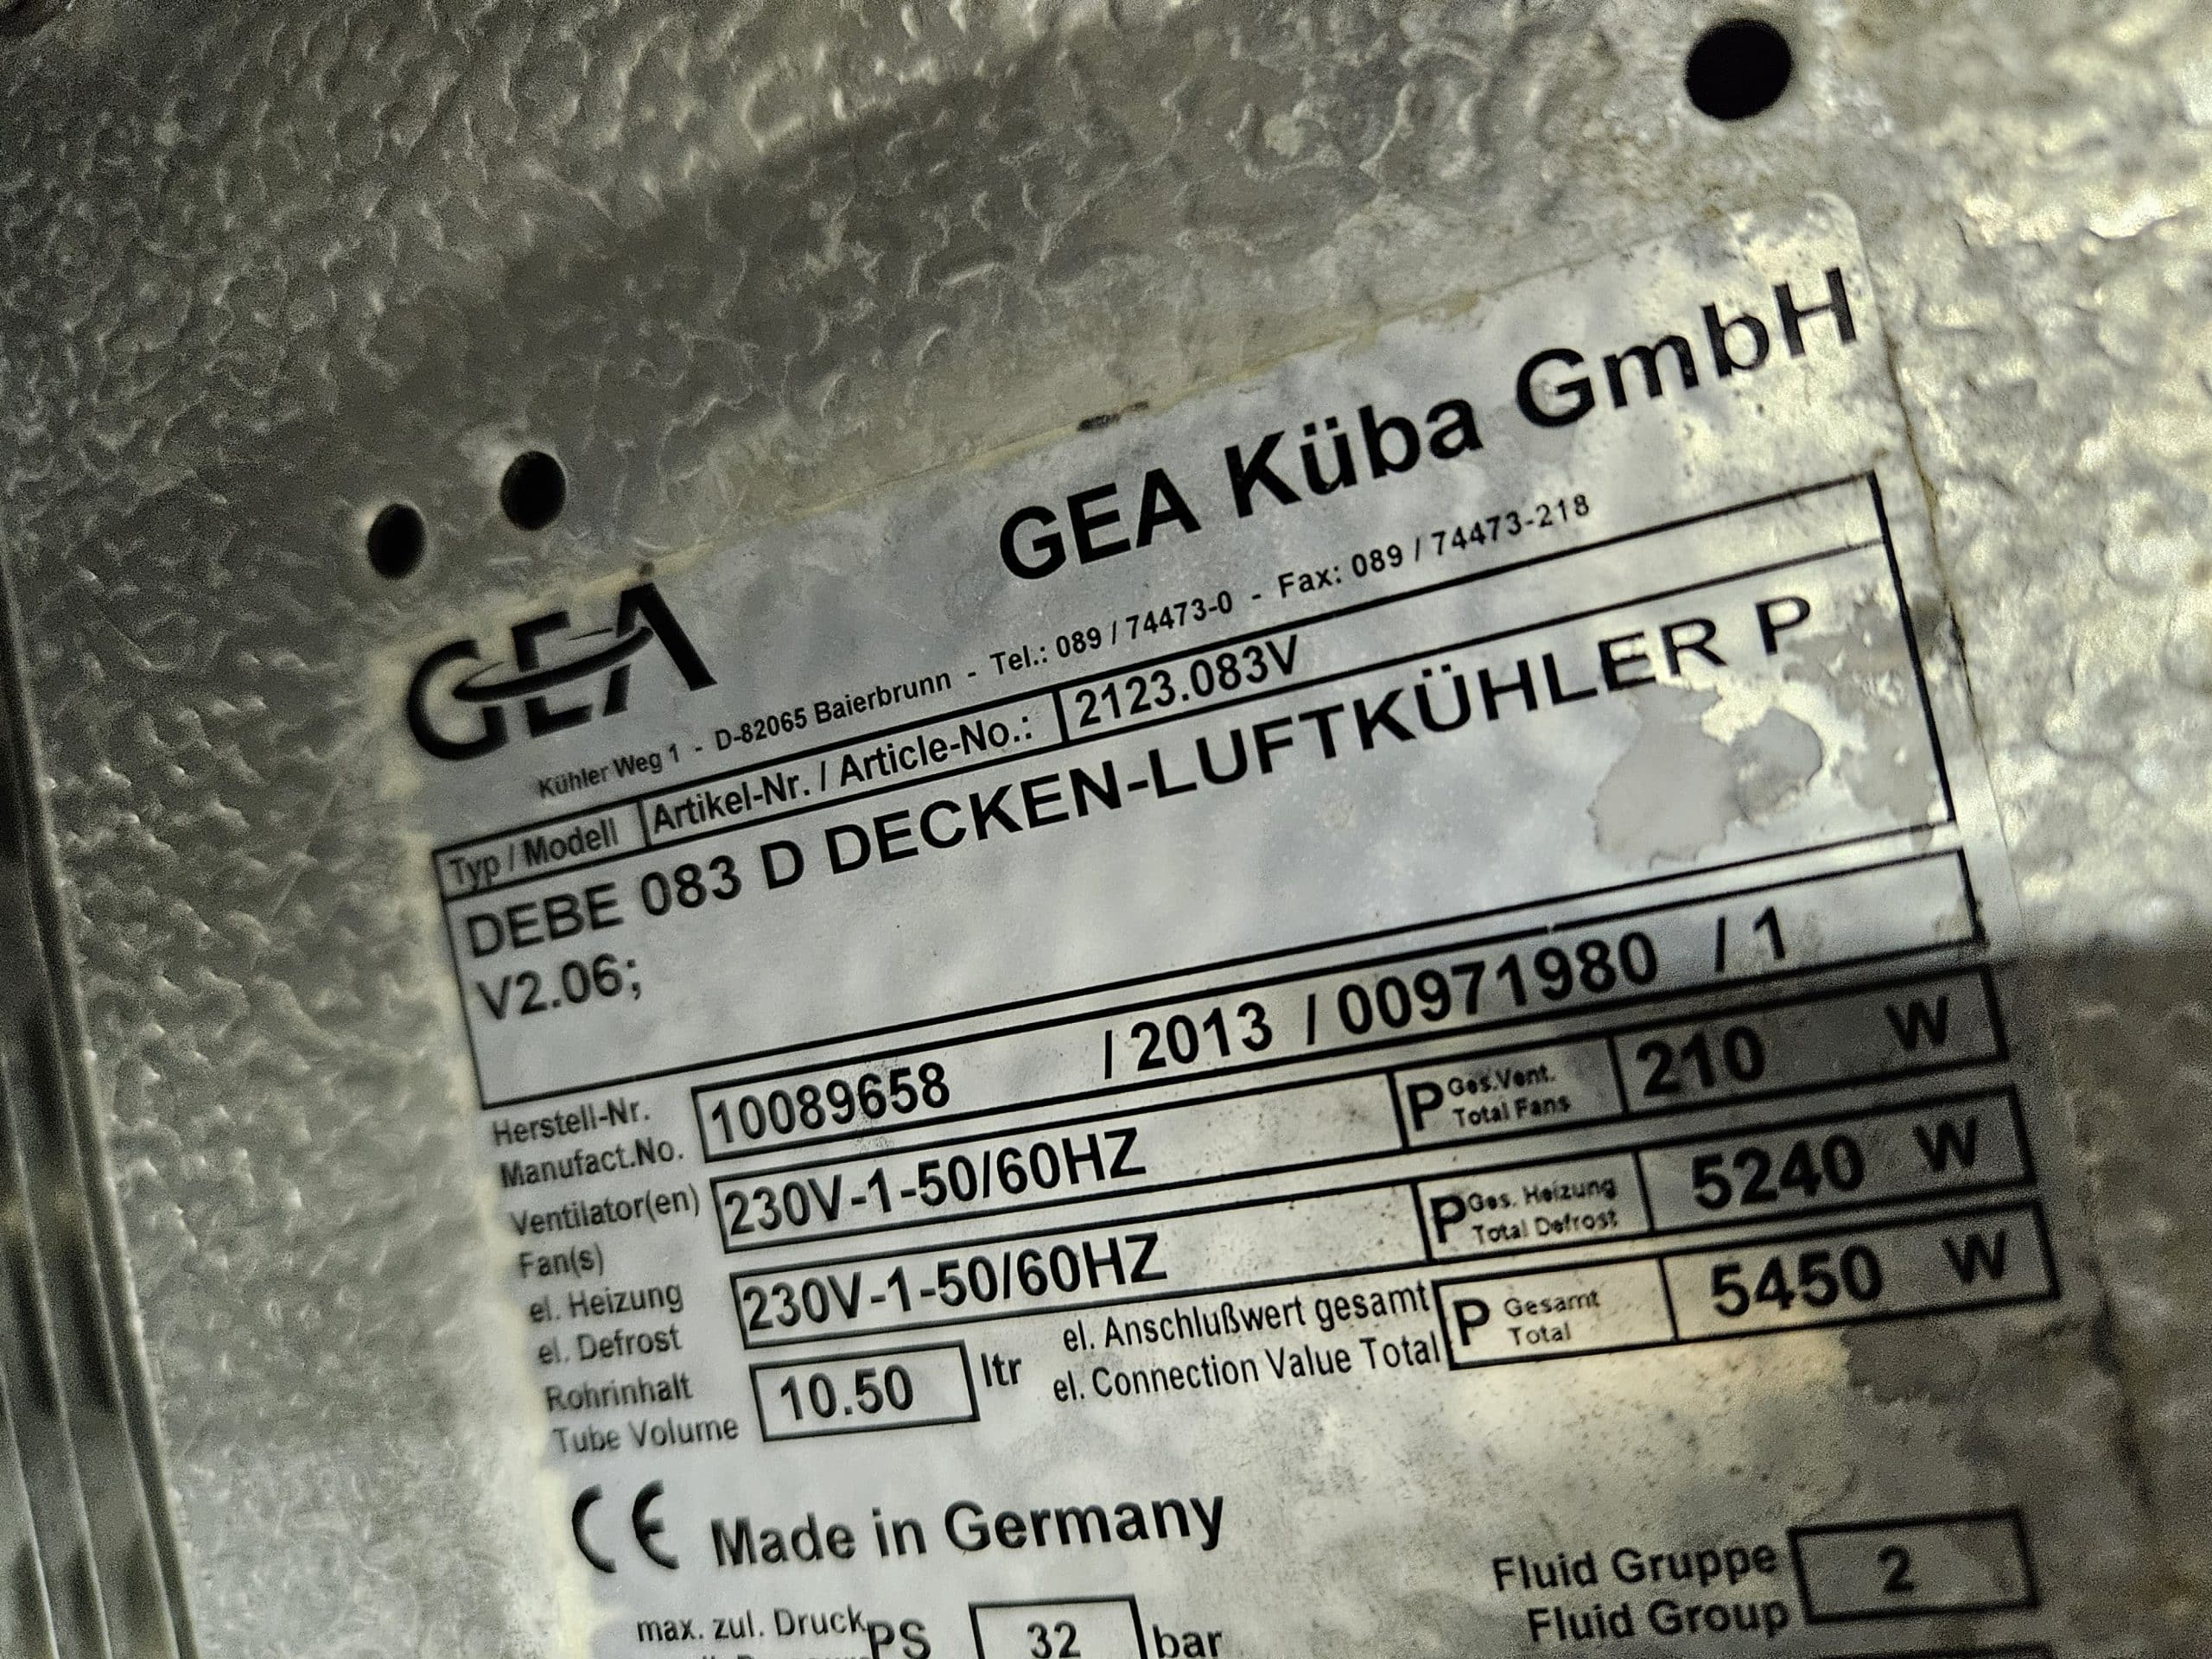 GEA
GEA Küba GmbH
Kühler Weg 1 - D-82065 Baierbrunn - Tel.: 089 / 74473-0 - Fax: 089 / 74473-218
Typ / Modell Artikel-Nr. / Article-No.: 2123.083V
DEBE 083 D DECKEN-LUFTKÜHLER P
V2.06;
Herstell-Nr.
Manufact.No. 10089658 / 2013 / 00971980 / 1
Ventilator(en)
Fan(s) 230V-1-50/60HZ P Ges.Vent. Total Fans 210 W
el. Heizung
el. Defrost 230V-1-50/60HZ P Ges. Heizung Total Defrost 5240 W
Rohrinhalt
Tube Volume 10.50 ltr
el. Anschlußwert gesamt
el. Connection Value Total P Gesamt Total 5450 W
CE Made in Germany
Fluid Gruppe
Fluid Group 2
max. zul. Druck PS 32 bar